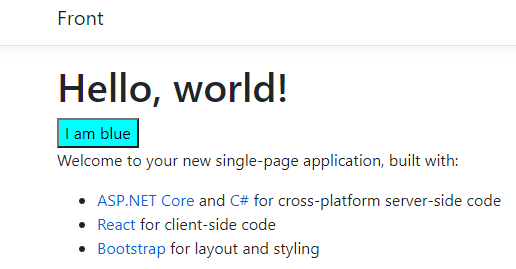 Front
Hello, world!
I am blue
Welcome to your new single-page application, built with:
ASP.NET Core and C# for cross-platform server-side code
React for client-side code
Bootstrap for layout and styling